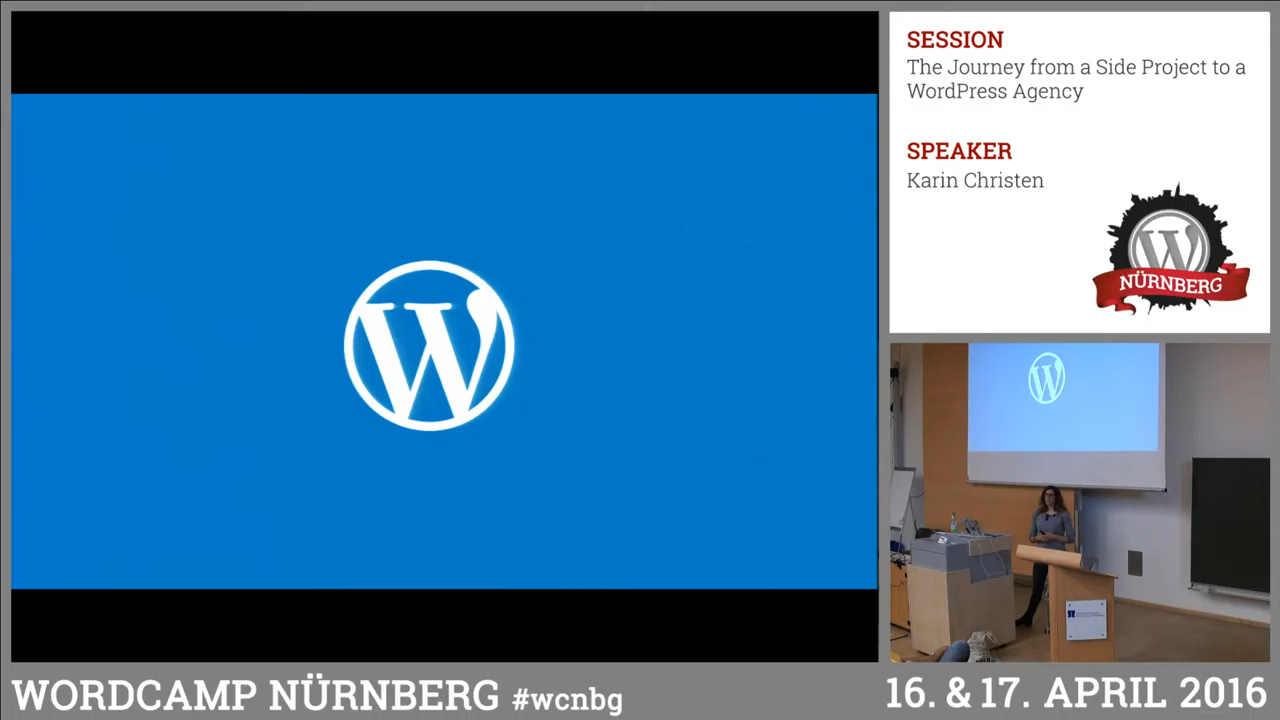 SESSION
The Journey from a Side Project to a
WordPress Agency
SPEAKER
Karin Christen
NÜRNBERG
WORDCAMP NÜRNBERG #wcnbg
16. & 17. APRIL 2016